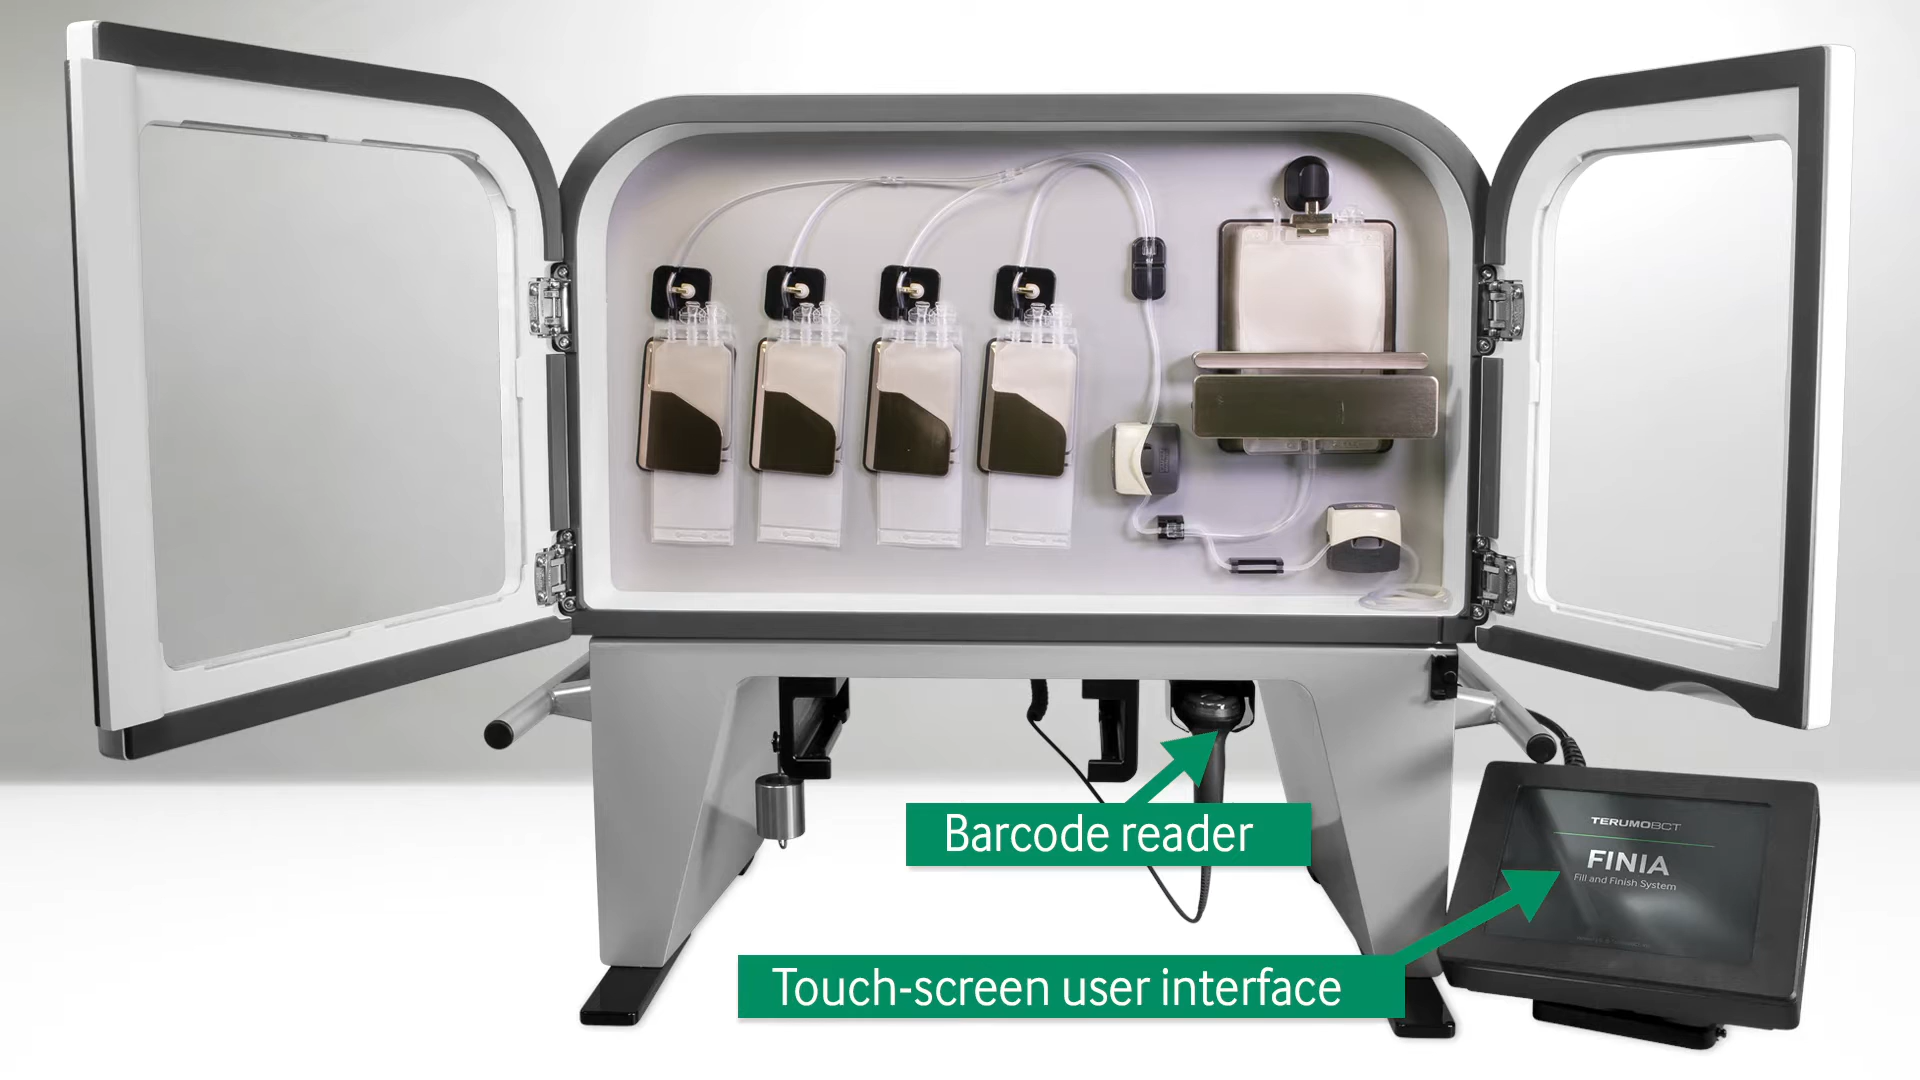 Barcode reader
TERUMOBCT
FINIA
Fill and Finish System
Touch-screen user interface